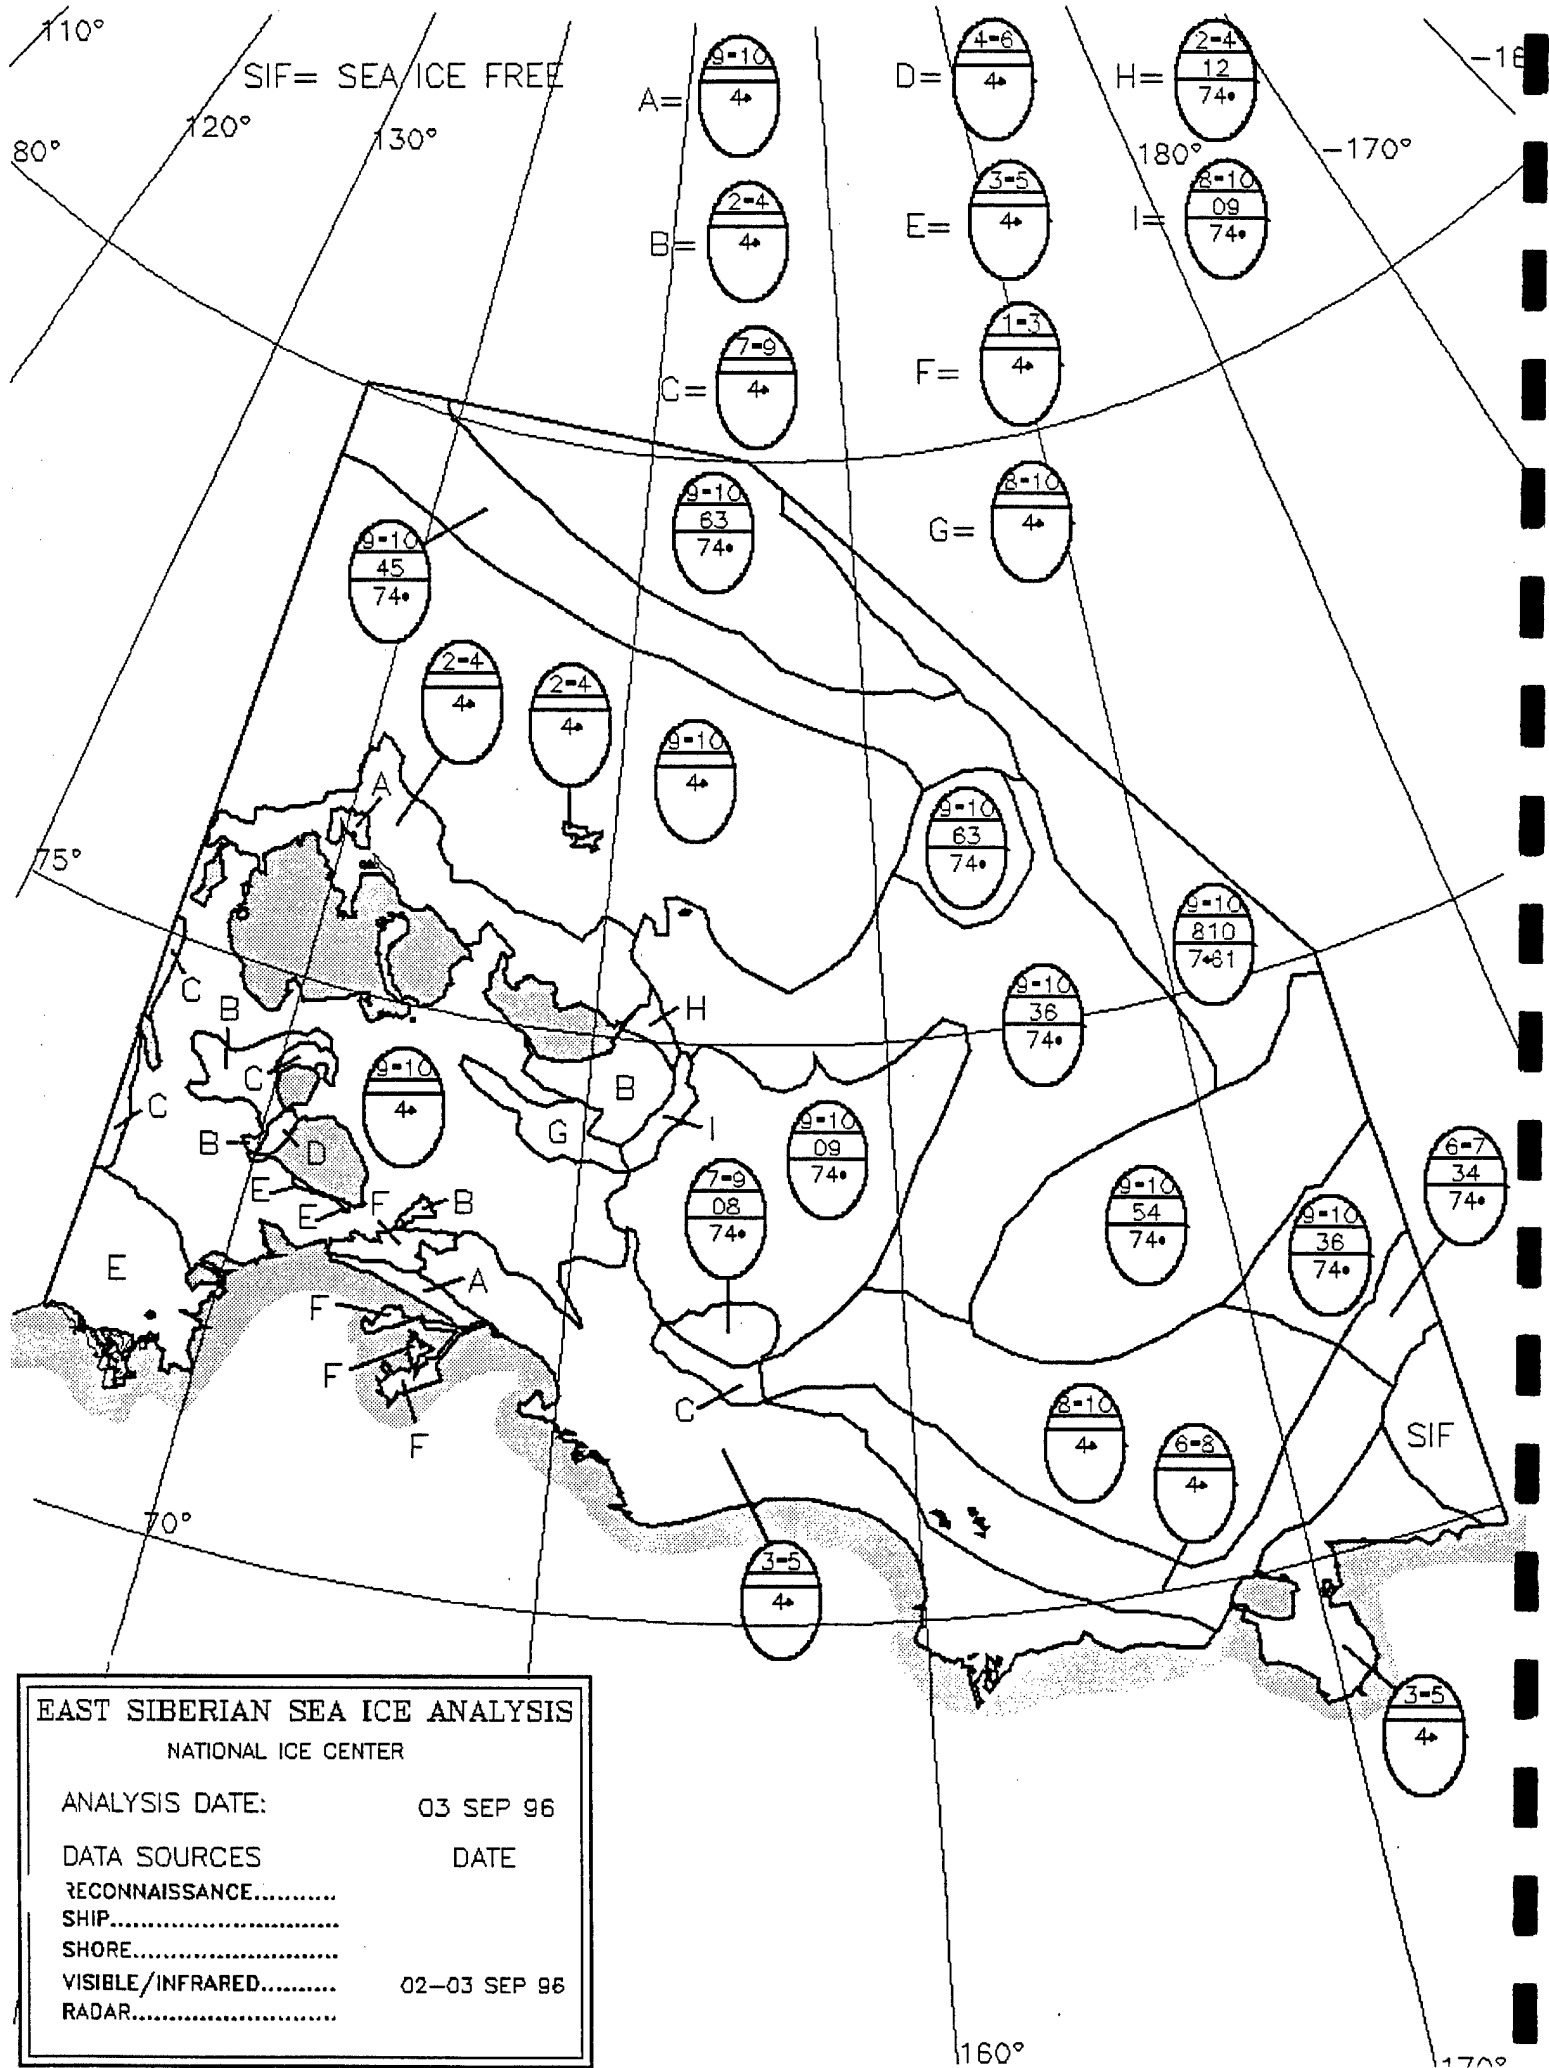 110°
SIF= SEA ICE FREE
120°
130°
80°
A=
9-10
4•
D=
4-6
4•
H=
2-4
12
74•
180°
-170°
B=
2-4
4•
E=
3-5
4•
I=
8-10
09
74•
C=
7-9
4•
F=
1-3
4•
G=
8-10
4•
9-10
63
74•
9-10
45
74•
2-4
4•
2-4
4•
9-10
4•
A
9-10
63
74•
75°
9-10
810
7•61
C
B
H
9-10
36
74•
C
C
9-10
4•
B
G
I
9-10
09
74•
B
D
E
E
F
B
7-9
08
74•
9-10
54
74•
9-10
36
74•
6-7
34
74•
E
A
F
F
F
C
8-10
4•
6-8
4•
SIF
70°
3-5
4•
3-5
4•
EAST SIBERIAN SEA ICE ANALYSIS
NATIONAL ICE CENTER
ANALYSIS DATE: 03 SEP 96
DATA SOURCES DATE
RECONNAISSANCE...........
SHIP..............................
SHORE...........................
VISIBLE/INFRARED.......... 02-03 SEP 96
RADAR...........................
160°
170°